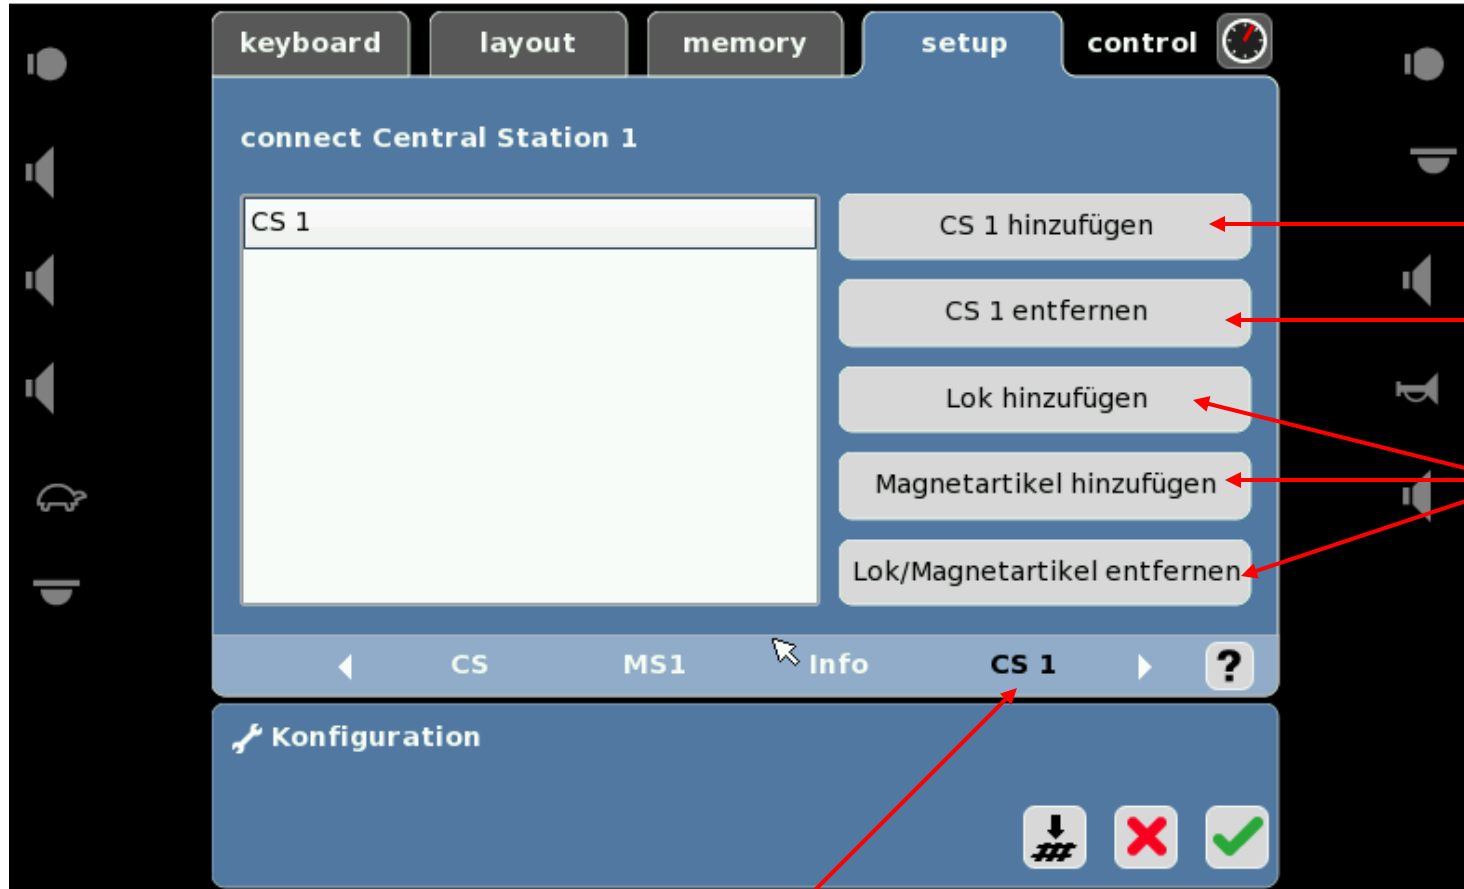 keyboard layout memory setup control
connect Central Station 1
CS 1
CS 1 hinzufügen
CS 1 entfernen
Lok hinzufügen
Magnetartikel hinzufügen
Lok/Magnetartikel entfernen
CS MS1 Info CS 1 ?
Konfiguration